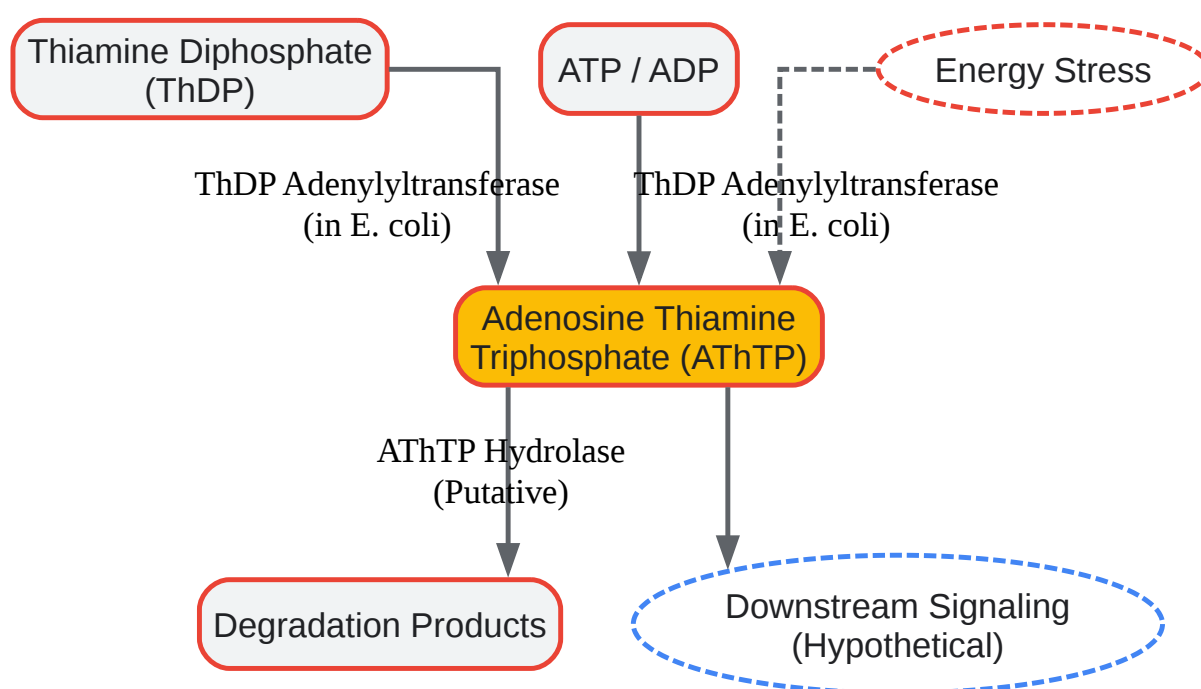 Thiamine Diphosphate
(ThDP)
ATP / ADP
Energy Stress
ThDP Adenylyltransferase
(in E. coli)
ThDP Adenylyltransferase
(in E. coli)
Adenosine Thiamine
Triphosphate (AThTP)
AThTP Hydrolase
(Putative)
Degradation Products
Downstream Signaling
(Hypothetical)